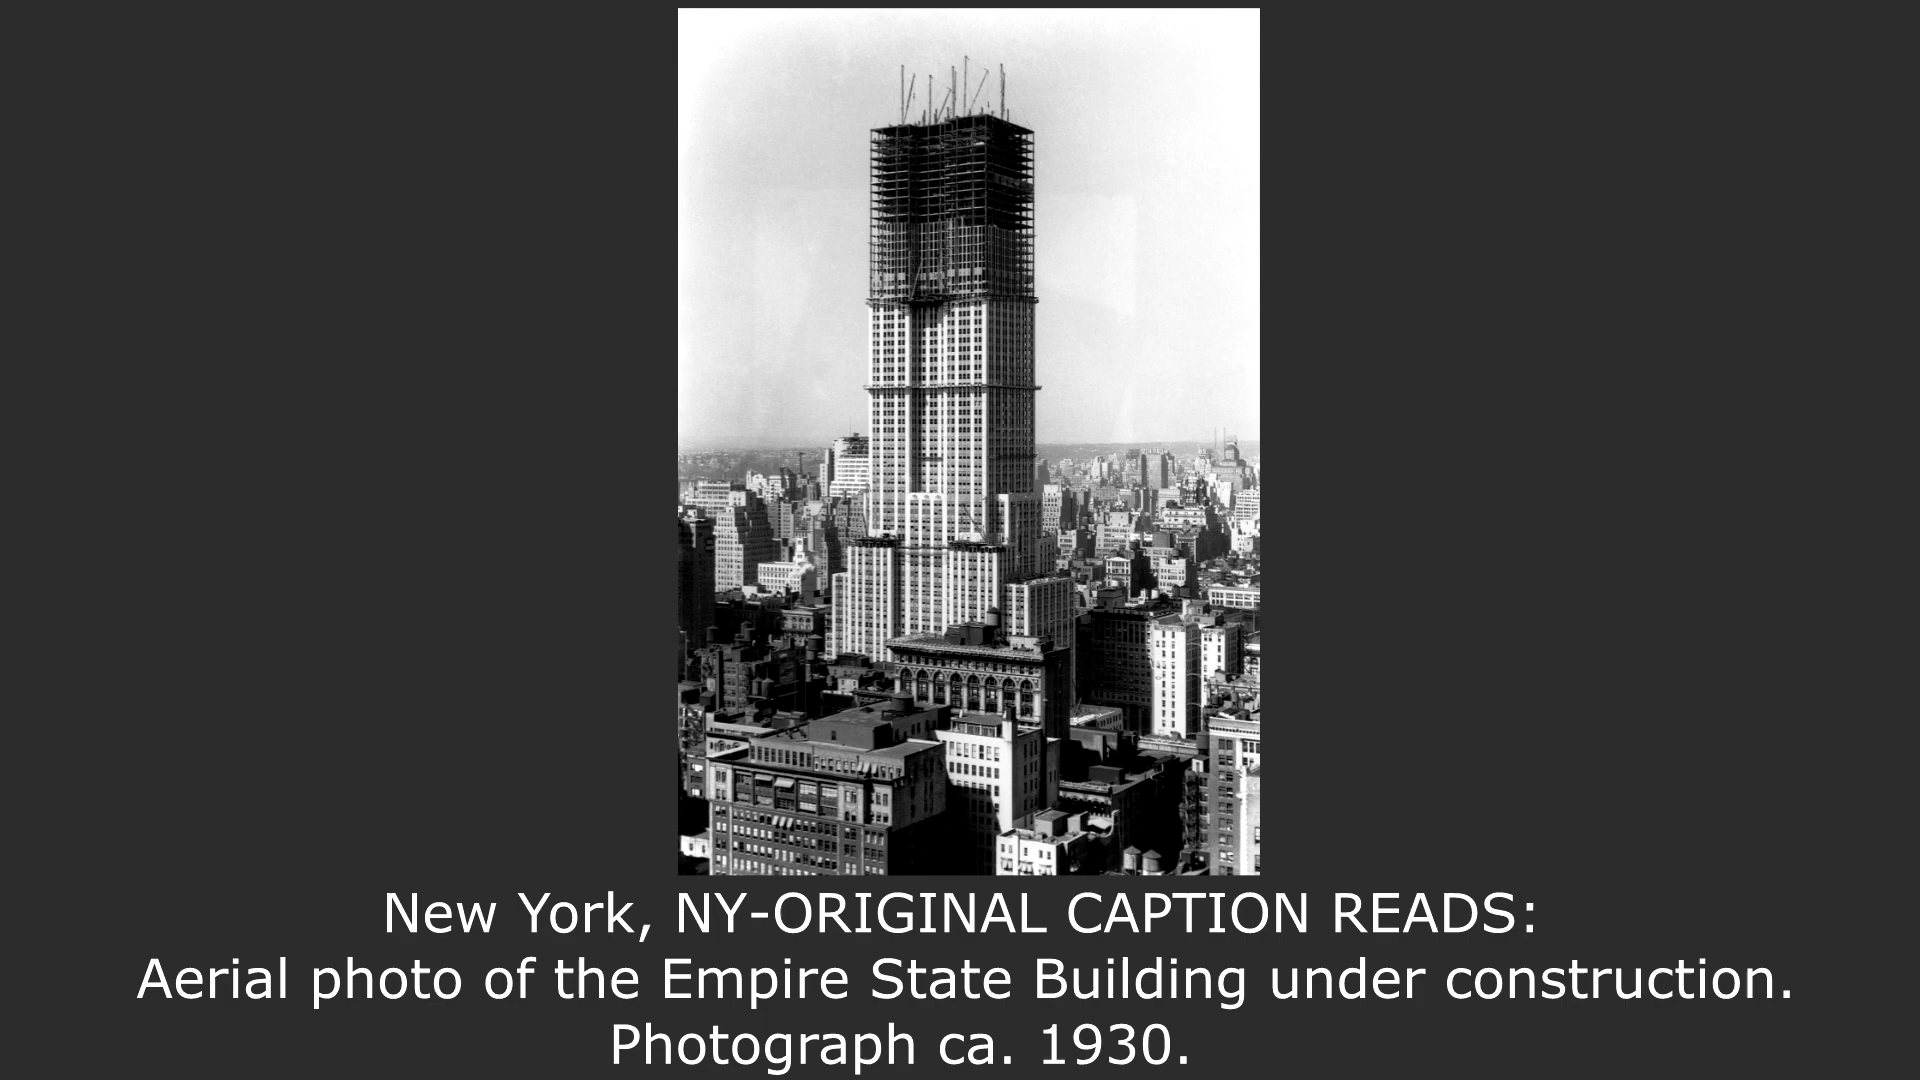 New York, NY-ORIGINAL CAPTION READS:
Aerial photo of the Empire State Building under construction.
Photograph ca. 1930.